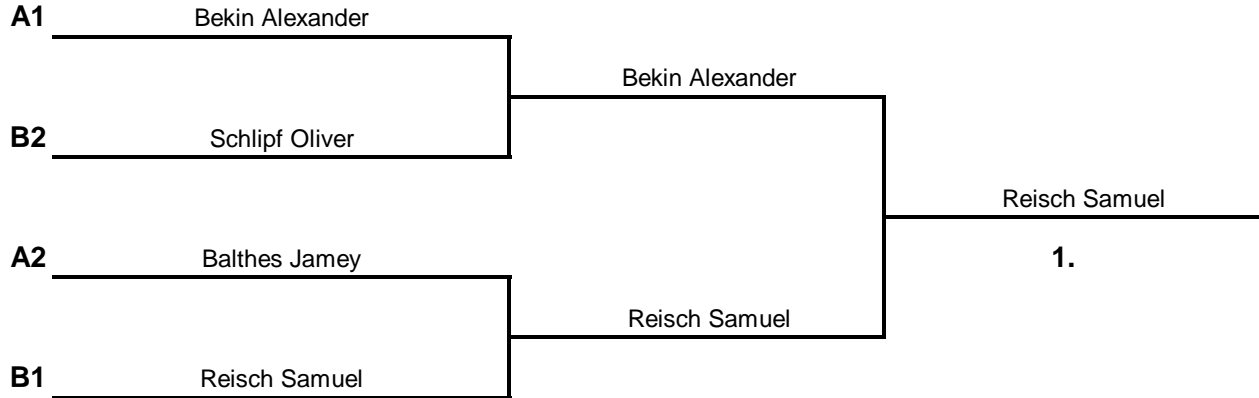 A1 Bekin Alexander
Bekin Alexander
B2 Schlipf Oliver
Reisch Samuel
A2 Balthes Jamey 1.
Reisch Samuel
B1 Reisch Samuel